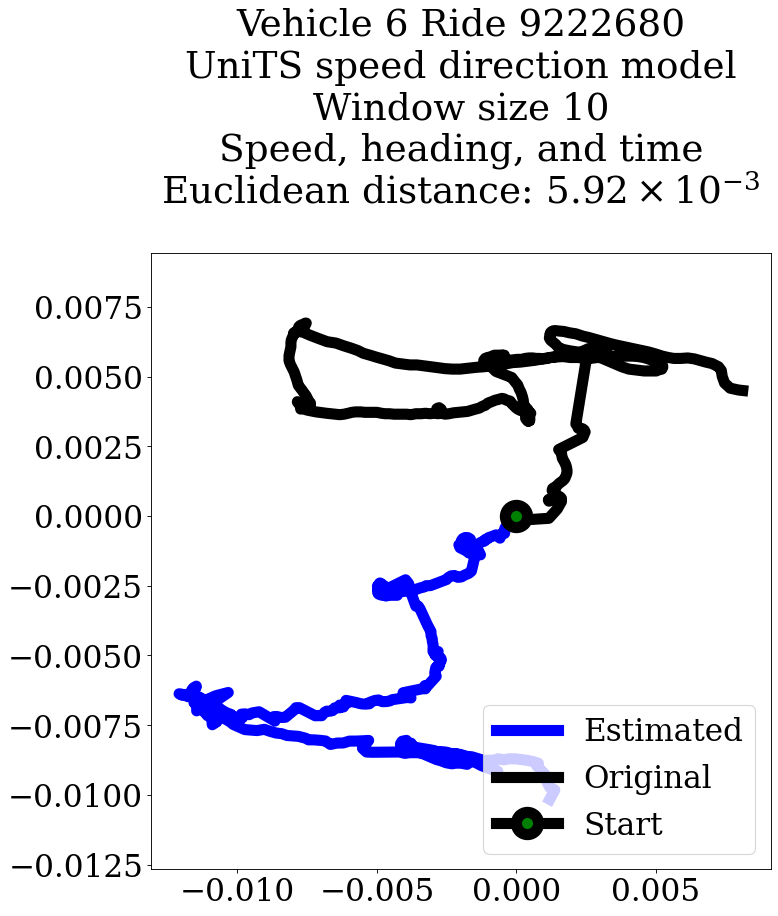 Vehicle 6 Ride 9222680
UniTS speed direction model
Window size 10
Speed, heading, and time
Euclidean distance: 5.92 × 10⁻³
0.0075
0.0050
0.0025
0.0000
−0.0025
−0.0050
−0.0075
−0.0100
−0.0125
−0.010 −0.005 0.000 0.005
Estimated
Original
Start